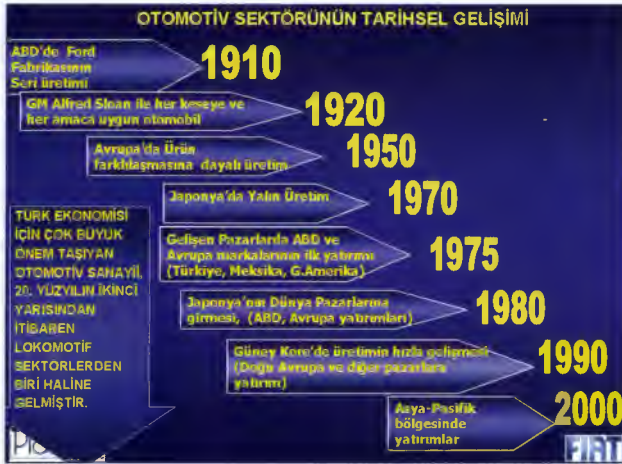 OTOMOTİV SEKTÖRÜNÜN TARİHSEL GELİŞİMİ
ABD'de Ford
Fabrikasının
Seri üretimi
1910
GM Alfred Sloan ile her keseye ve
her amaca uygun otomobil
1920
Avrupa'da Ürün
farklılaşmasına dayalı üretim
1950
Japonya'da Yalın Üretim
1970
Gelişen Pazarlarda ABD ve
Avrupa markalarının ilk yatırımı
(Türkiye, Meksika, G.Amerika)
1975
Japonya'nın Dünya Pazarlarına
girmesi, (ABD, Avrupa yatırımları)
1980
Güney Kore'de üretimin hızla gelişmesi
(Doğu Avrupa ve diğer pazarlara
yatırım)
1990
Asya-Pasifik
bölgesinde
yatırımlar
2000
TÜRK EKONOMİSİ
İÇİN ÇOK BÜYÜK
ÖNEM TAŞIYAN
OTOMOTİV SANAYİİ,
20. YÜZYILIN İKİNCİ
YARISINDAN
İTİBAREN
LOKOMOTİF
SEKTÖRLERDEN
BİRİ HALİNE
GELMİŞTİR.
FIAT